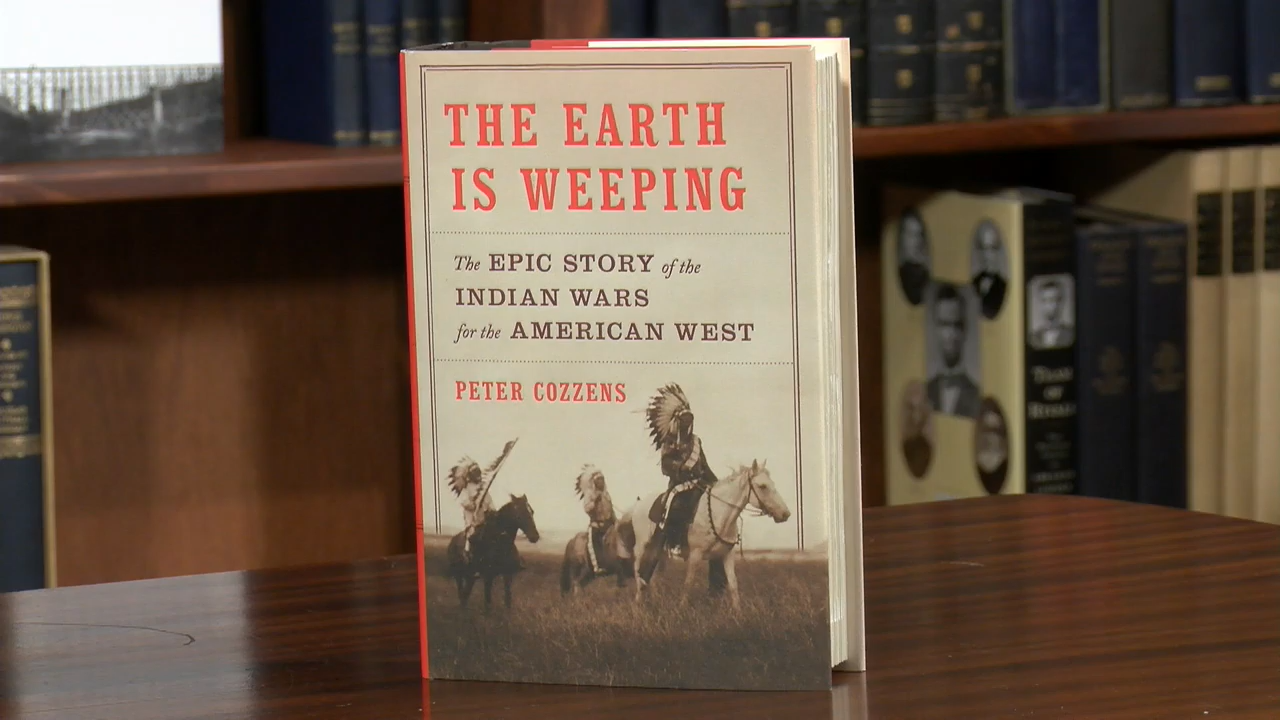 THE EARTH
IS WEEPING
The EPIC STORY of the
INDIAN WARS
for the AMERICAN WEST
PETER COZZENS